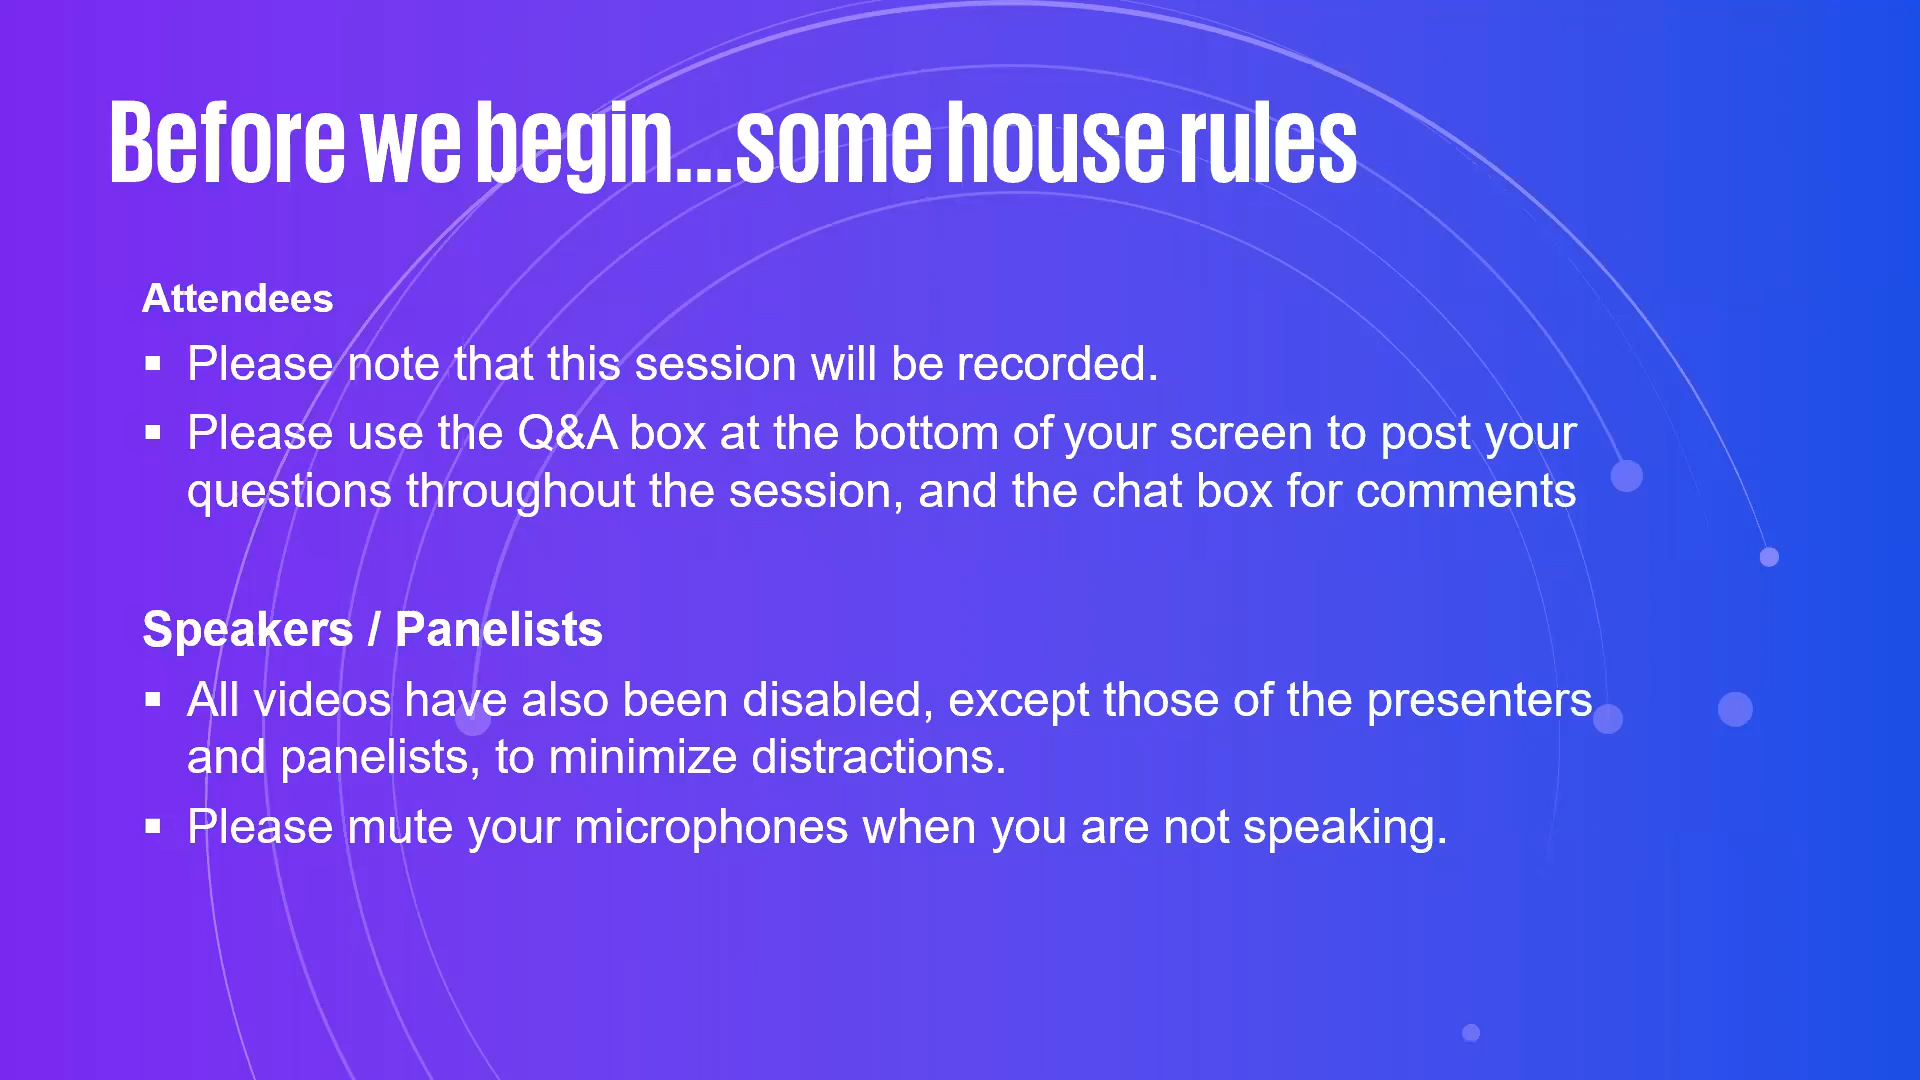 Before we begin...some house rules
Attendees
▪ Please note that this session will be recorded.
▪ Please use the Q&A box at the bottom of your screen to post your
questions throughout the session, and the chat box for comments
Speakers / Panelists
▪ All videos have also been disabled, except those of the presenters
and panelists, to minimize distractions.
▪ Please mute your microphones when you are not speaking.